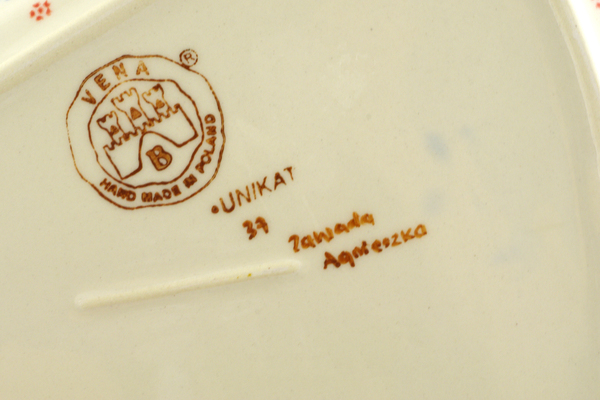 VENA
®
B
HAND MADE IN POLAND
•UNIKAT
37
Zawada
Agnieszka